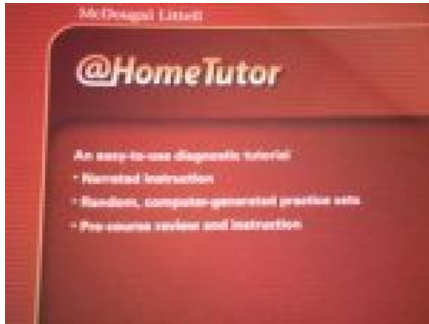 McDougal Littell
@HomeTutor
An easy-to-use diagnostic tutorial
• Narrated instruction
• Random, computer-generated practice sets
• Pre-course review and instruction